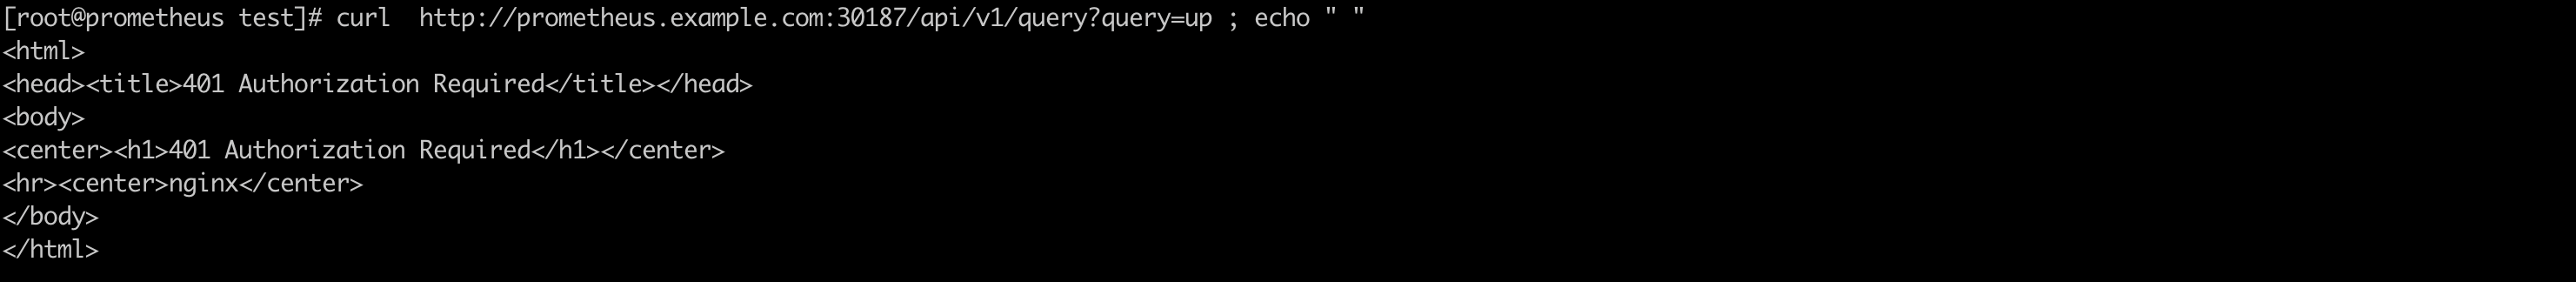 [root@prometheus test]# curl  http://prometheus.example.com:30187/api/v1/query?query=up ; echo " "
<html>
<head><title>401 Authorization Required</title></head>
<body>
<center><h1>401 Authorization Required</h1></center>
<hr><center>nginx</center>
</body>
</html>